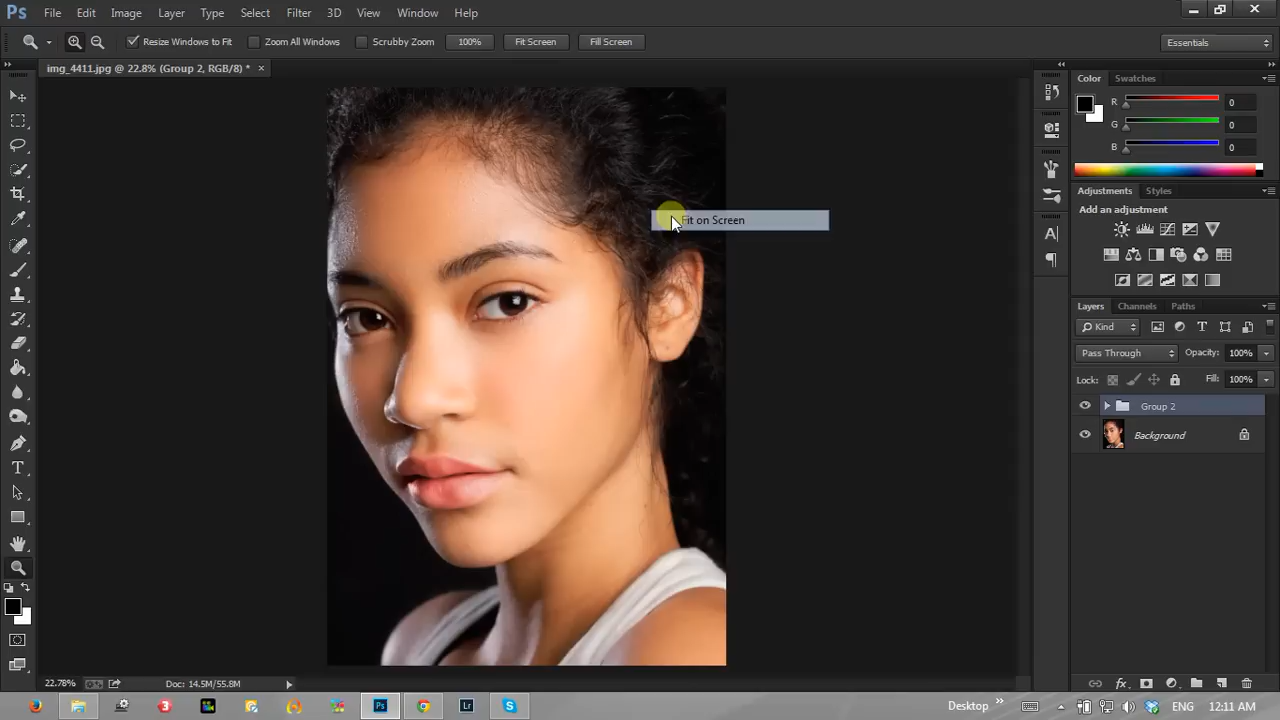 Ps File Edit Image Layer Type Select Filter 3D View Window Help
Resize Windows to Fit Zoom All Windows Scrubby Zoom 100% Fit Screen Fill Screen Essentials
img_4411.jpg @ 22.8% (Group 2, RGB/8) *
Color Swatches
R 0
G 0
B 0
Adjustments Styles
Add an adjustment
Fit on Screen
Layers Channels Paths
Kind
Pass Through Opacity: 100%
Lock: Fill: 100%
Group 2
Background
22.78% Doc: 14.5M/55.8M
Desktop ENG 12:11 AM